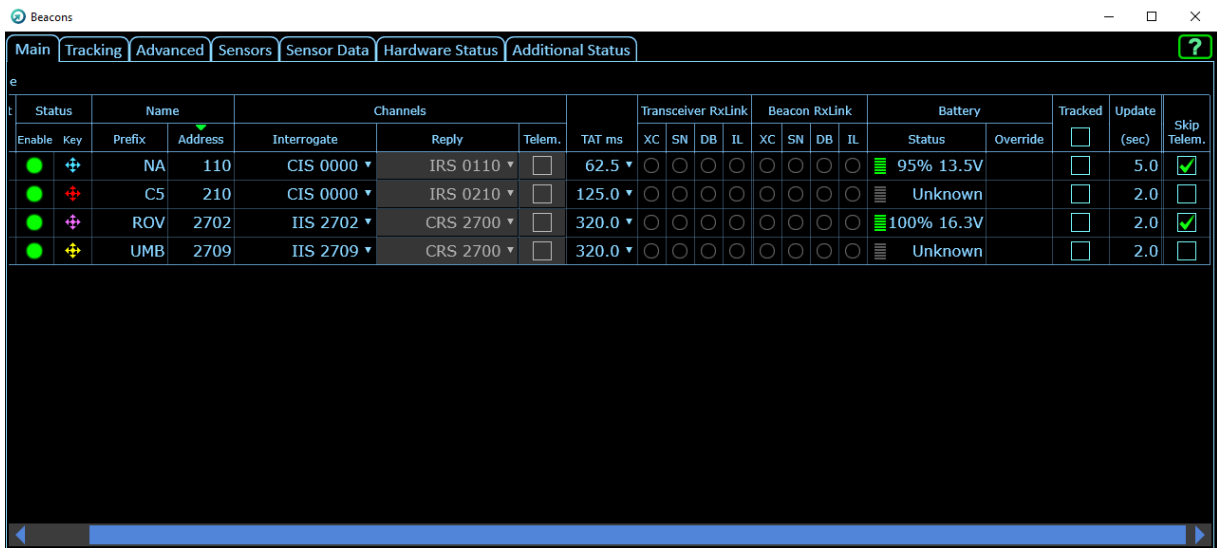 Beacons
Main Tracking Advanced Sensors Sensor Data Hardware Status Additional Status ?
e
t Status Name Channels Transceiver RxLink Beacon RxLink Battery Tracked Update Skip Telem.
Enable Key Prefix Address Interrogate Reply Telem. TAT ms XC SN DB IL XC SN DB IL Status Override (sec)
NA 110 CIS 0000 IRS 0110 62.5 95% 13.5V 5.0
C5 210 CIS 0000 IRS 0210 125.0 Unknown 2.0
ROV 2702 IIS 2702 CRS 2700 320.0 100% 16.3V 2.0
UMB 2709 IIS 2709 CRS 2700 320.0 Unknown 2.0